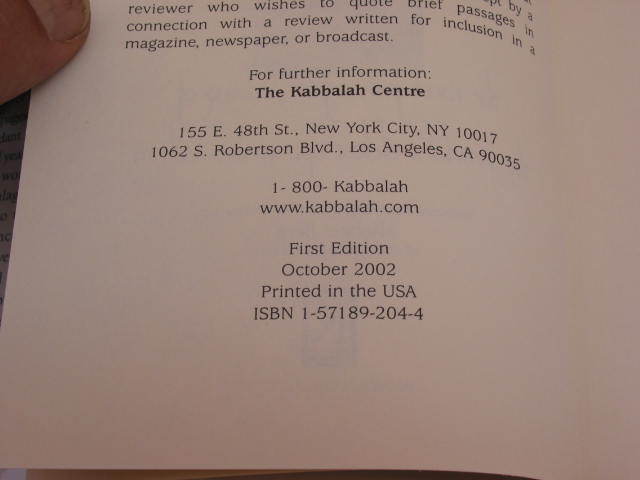 reviewer who wishes to quote brief passages in
connection with a review written for inclusion in a
magazine, newspaper, or broadcast.
For further information:
The Kabbalah Centre
155 E. 48th St., New York City, NY 10017
1062 S. Robertson Blvd., Los Angeles, CA 90035
1- 800- Kabbalah
www.kabbalah.com
First Edition
October 2002
Printed in the USA
ISBN 1-57189-204-4